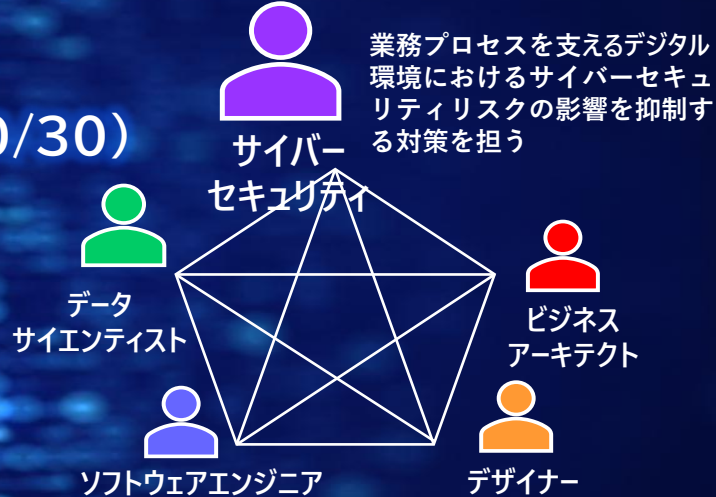 業務プロセスを支えるデジタル
環境におけるサイバーセキュ
リティリスクの影響を抑制す
る対策を担う
0/30）
サイバー
セキュリティ
データ
サイエンティスト
ビジネス
アーキテクト
ソフトウェアエンジニア
デザイナー